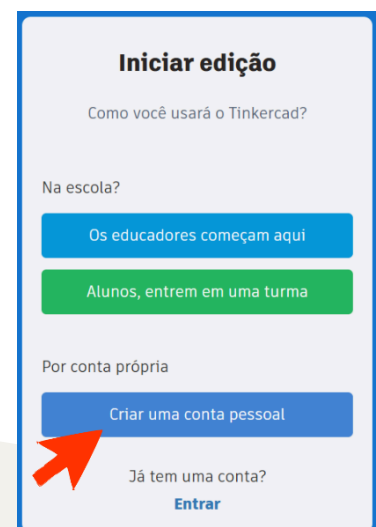 Iniciar edição
Como você usará o Tinkercad?
Na escola?
Os educadores começam aqui
Alunos, entrem em uma turma
Por conta própria
Criar uma conta pessoal
Já tem uma conta?
Entrar